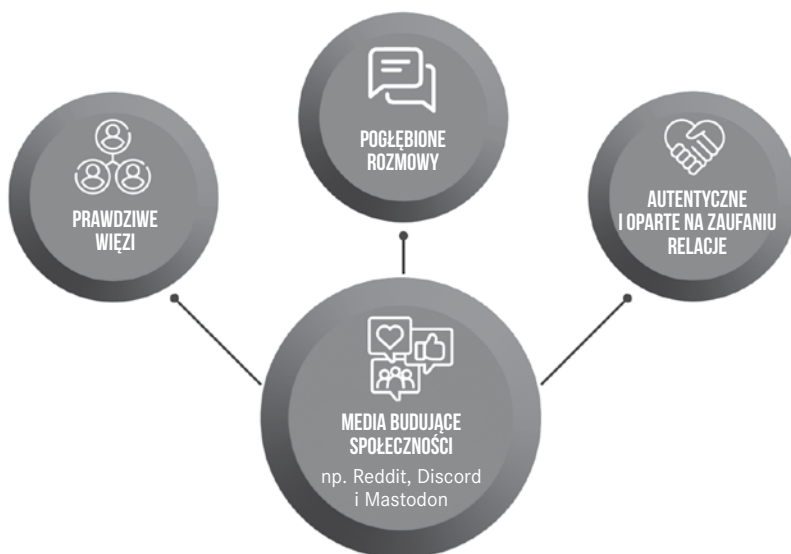 POGŁĘBIONE
ROZMOWY
PRAWDZIWE
WIĘZI
AUTENTYCZNE
I OPARTE NA ZAUFANIU
RELACJE
MEDIA BUDUJĄCE
SPOŁECZNOŚCI
np. Reddit, Discord
i Mastodon